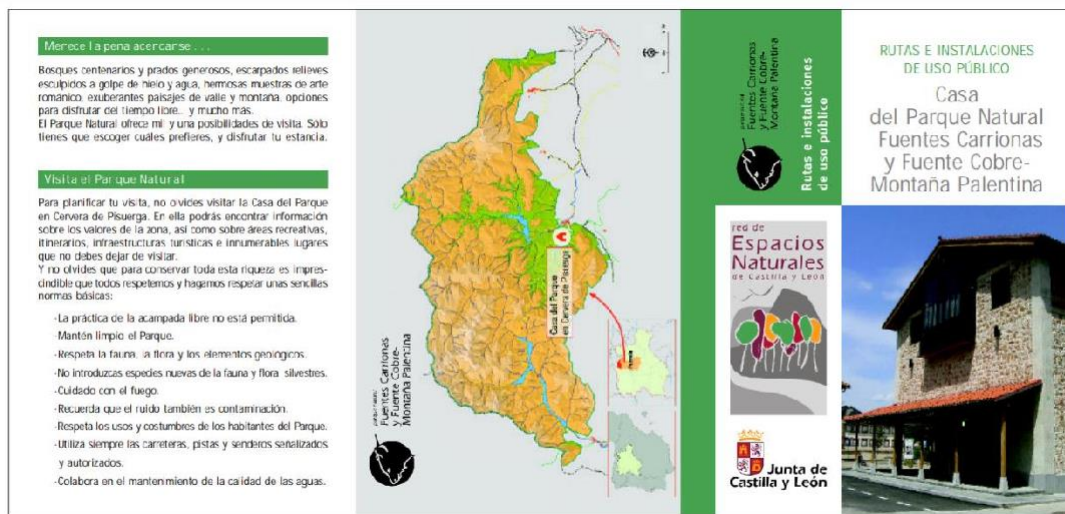 Merece la pena acercarse . . .
Bosques centenarios y prados generosos, escarpados relieves
esculpidos a golpe de hielo y agua, hermosas muestras de arte
románico, exuberantes paisajes de valle y montaña, opciones
para disfrutar del tiempo libre... y mucho más.
El Parque Natural ofrece mil y una posibilidades de visita. Sólo
tienes que escoger cuáles prefieres, y disfrutar tu estancia.
Visita el Parque Natural
Para planificar tu visita, no olvides visitar la Casa del Parque
en Cervera de Pisuerga. En ella podrás encontrar información
sobre los valores de la zona, así como sobre áreas recreativas,
itinerarios, infraestructuras turísticas e innumerables lugares
que no debes dejar de visitar.
Y no olvides que para conservar toda esta riqueza es impres-
cindible que todos respetemos y hagamos respetar unas sencillas
normas básicas:
-La práctica de la acampada libre no está permitida.
-Mantén limpio el Parque.
-Respeta la fauna, la flora y los elementos geológicos.
-No introduzcas especies nuevas de la fauna y flora silvestres.
-Cuidado con el fuego.
-Recuerda que el ruido también es contaminación.
-Respeta los usos y costumbres de los habitantes del Parque.
-Utiliza siempre las carreteras, pistas y senderos señalizados
y autorizados.
-Colabora en el mantenimiento de la calidad de las aguas.
Fuentes Carrionas
y Fuente Cobre-
Montaña Palentina
Casa del Parque
en Cervera de Pisuerga
Fuentes Carrionas
y Fuente Cobre-
Montaña Palentina
Rutas e instalaciones
de uso público
red de
Espacios
Naturales
de Castilla y León
Junta de
Castilla y León
RUTAS E INSTALACIONES
DE USO PÚBLICO
Casa
del Parque Natural
Fuentes Carrionas
y Fuente Cobre-
Montaña Palentina